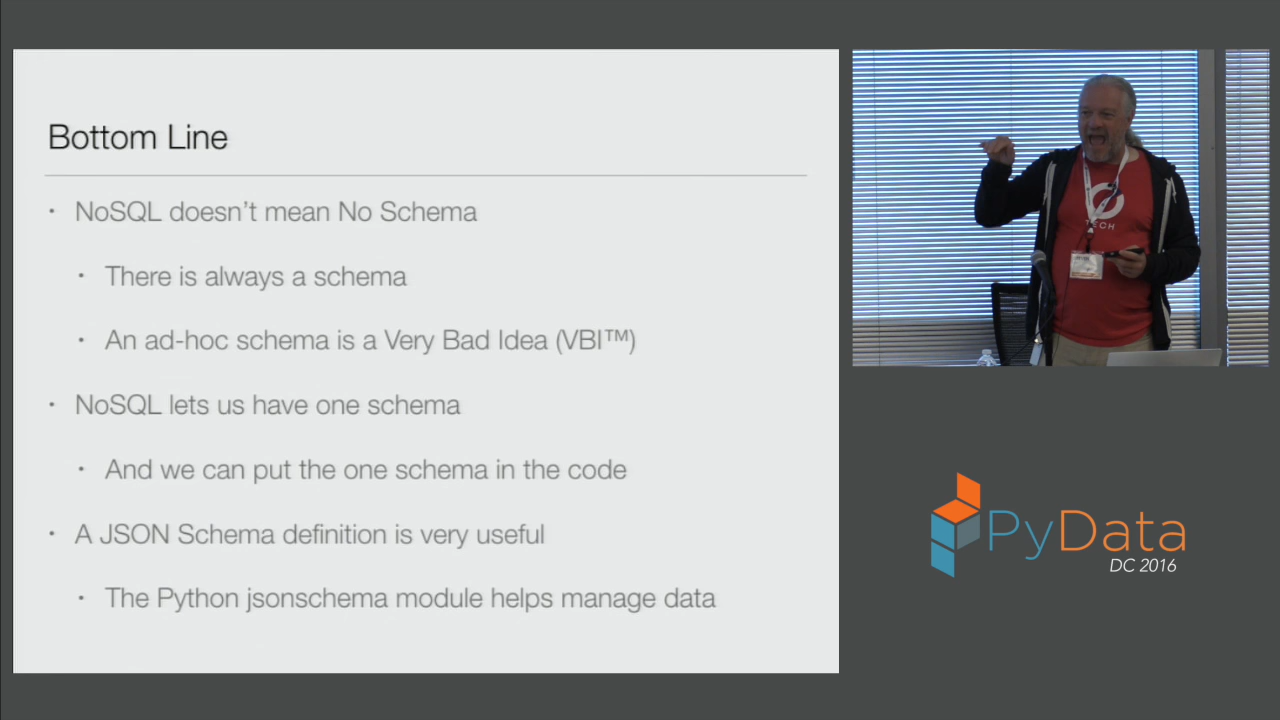 Bottom Line
• NoSQL doesn't mean No Schema
• There is always a schema
• An ad-hoc schema is a Very Bad Idea (VBI™)
• NoSQL lets us have one schema
• And we can put the one schema in the code
• A JSON Schema definition is very useful
• The Python jsonschema module helps manage data
TECH
PyData
DC 2016